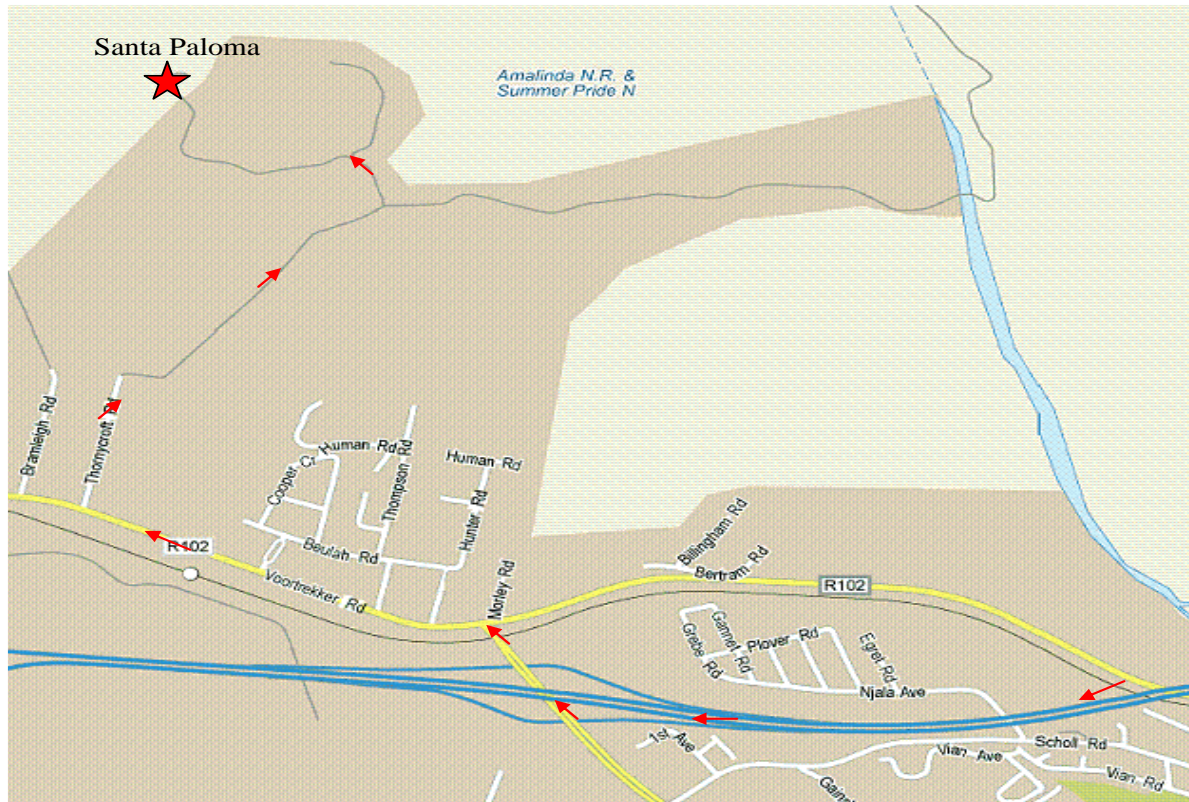 Santa Paloma
Amalinda N.R. &
Summer Pride N
Bramleigh Rd
Thornycroft Rd
Human Rd
Cooper Cr
Thompson Rd
Human Rd
Hunter Rd
Beulah Rd
R102
Voortrekker Rd
Morley Rd
Billingham Rd
Bertram Rd
R102
Gannet Rd
Grebe Rd
Plover Rd
Egret Rd
Njala Ave
1st Ave
Scholl Rd
Vian Ave
Vian Rd